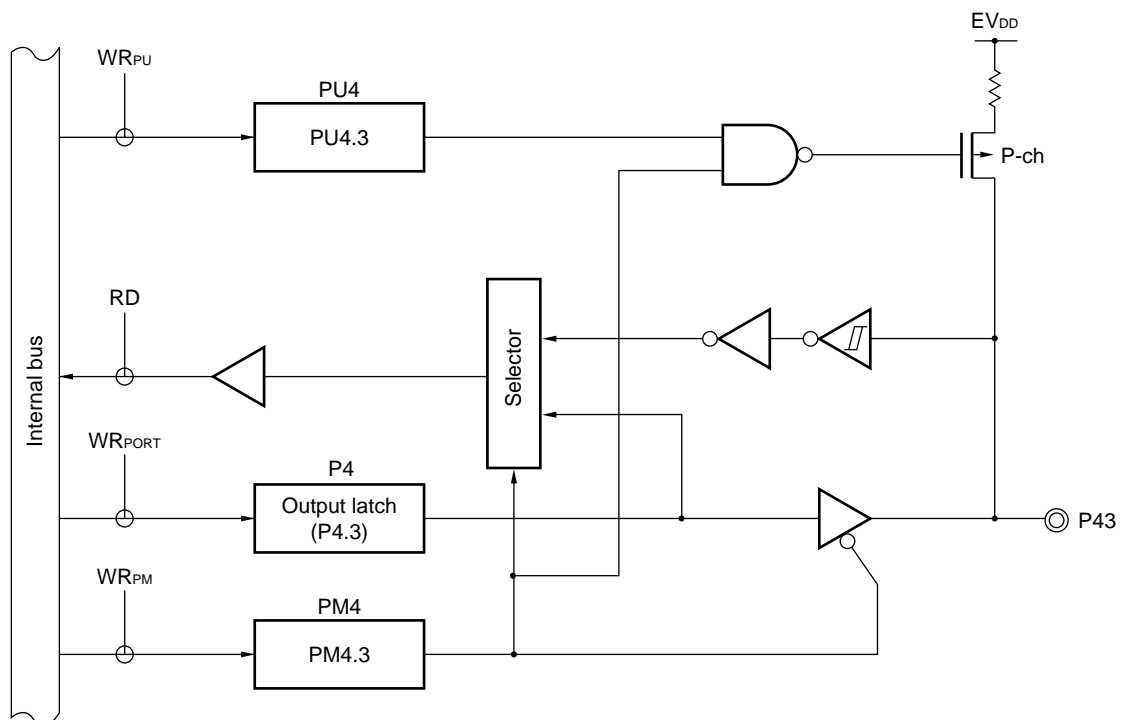 EVDD
WRPU
PU4
PU4.3
P-ch
RD
Selector
Internal bus
WRPORT
P4
Output latch
(P4.3)
P43
WRPM
PM4
PM4.3